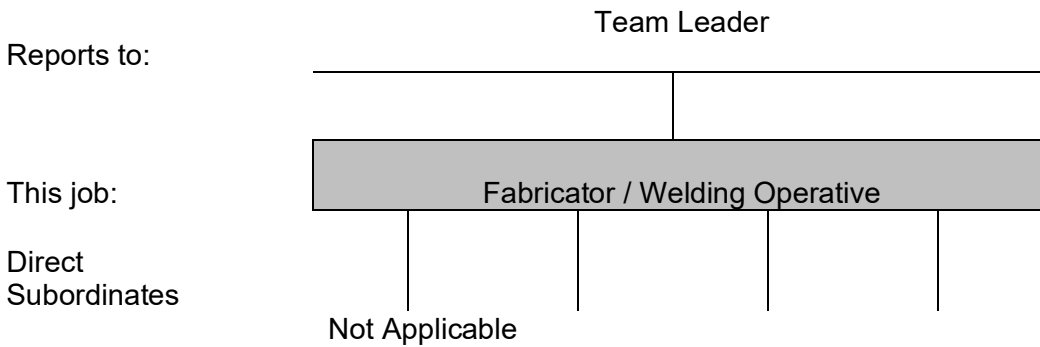 Team Leader
Reports to:
This job:
Fabricator / Welding Operative
Direct
Subordinates
Not Applicable